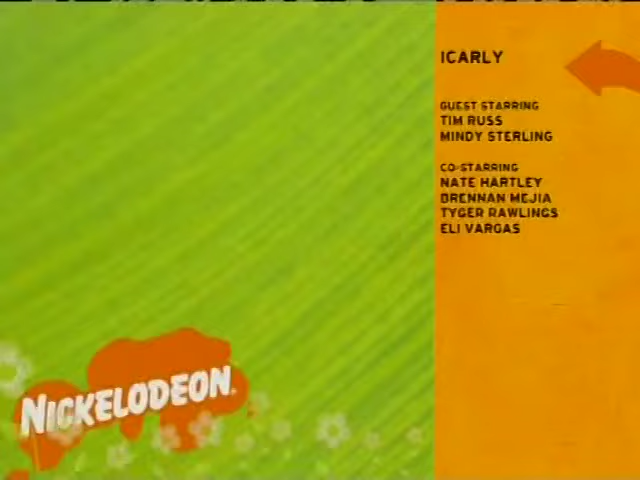 ICARLY
GUEST STARRING
TIM RUSS
MINDY STERLING
CO-STARRING
NATE HARTLEY
BRENNAN MEJIA
TYGER RAWLINGS
ELI VARGAS
NICKELODEON